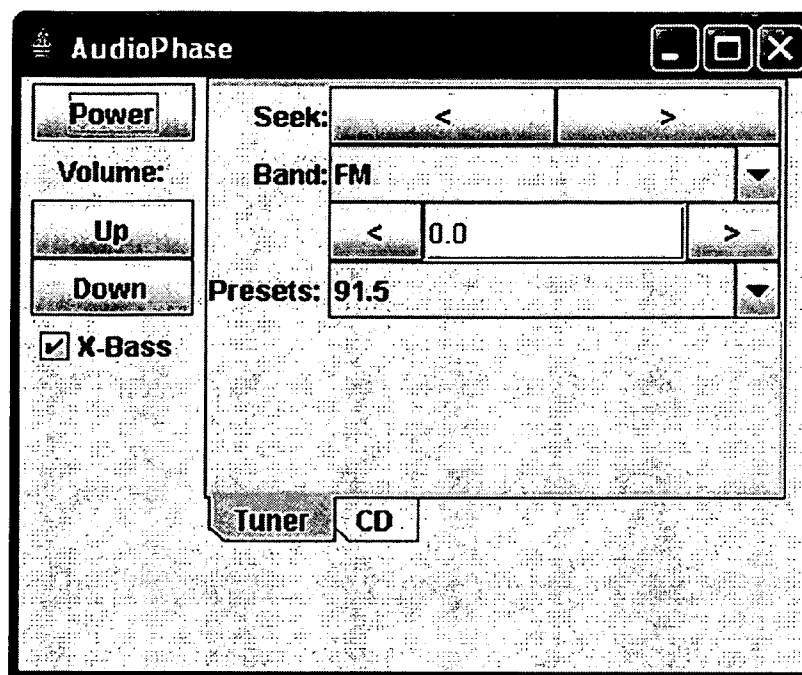 AudioPhase
Power
Seek: < >
Volume:
Band: FM
Up
< 0.0 >
Down
Presets: 91.5
X-Bass
Tuner CD